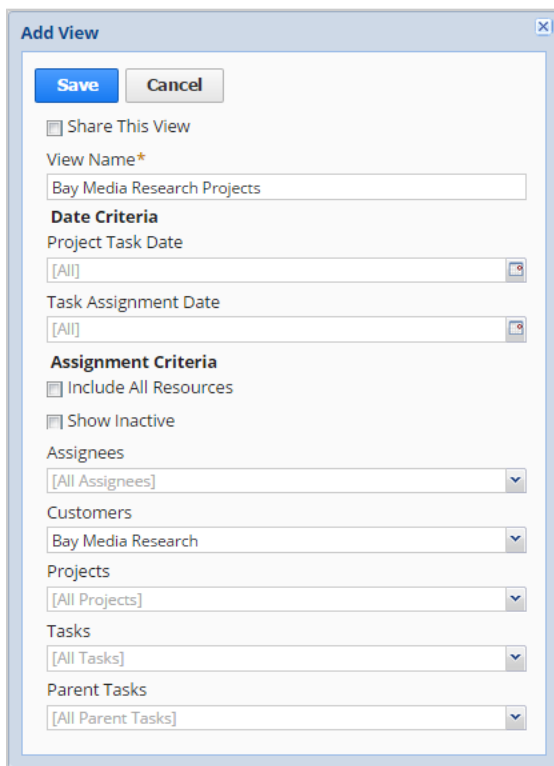 Add View
Save Cancel
Share This View
View Name*
Bay Media Research Projects
Date Criteria
Project Task Date
[All]
Task Assignment Date
[All]
Assignment Criteria
Include All Resources
Show Inactive
Assignees
[All Assignees]
Customers
Bay Media Research
Projects
[All Projects]
Tasks
[All Tasks]
Parent Tasks
[All Parent Tasks]